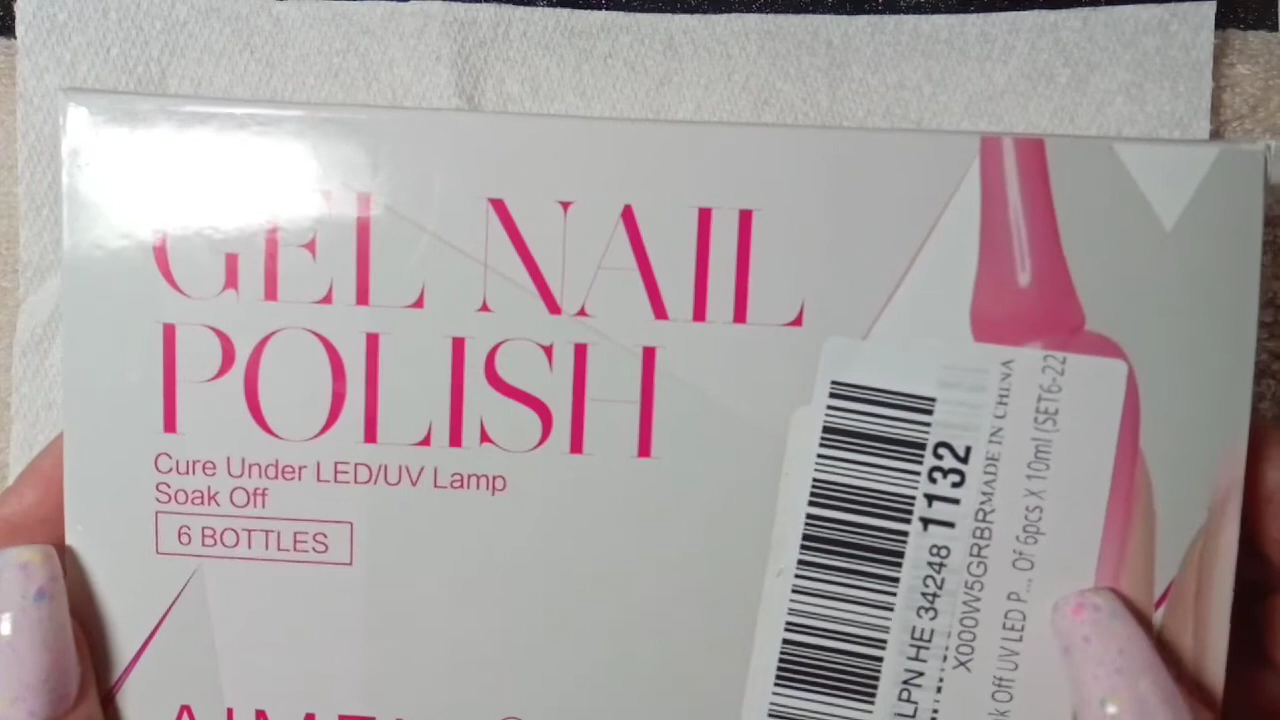 GEL NAIL
POLISH
Cure Under LED/UV Lamp
Soak Off
6 BOTTLES
LPN HE 34248 1132
X000W5GRBR
MADE IN CHINA
k Off UV LED P... Of 6pcs X 10ml (SET6-22